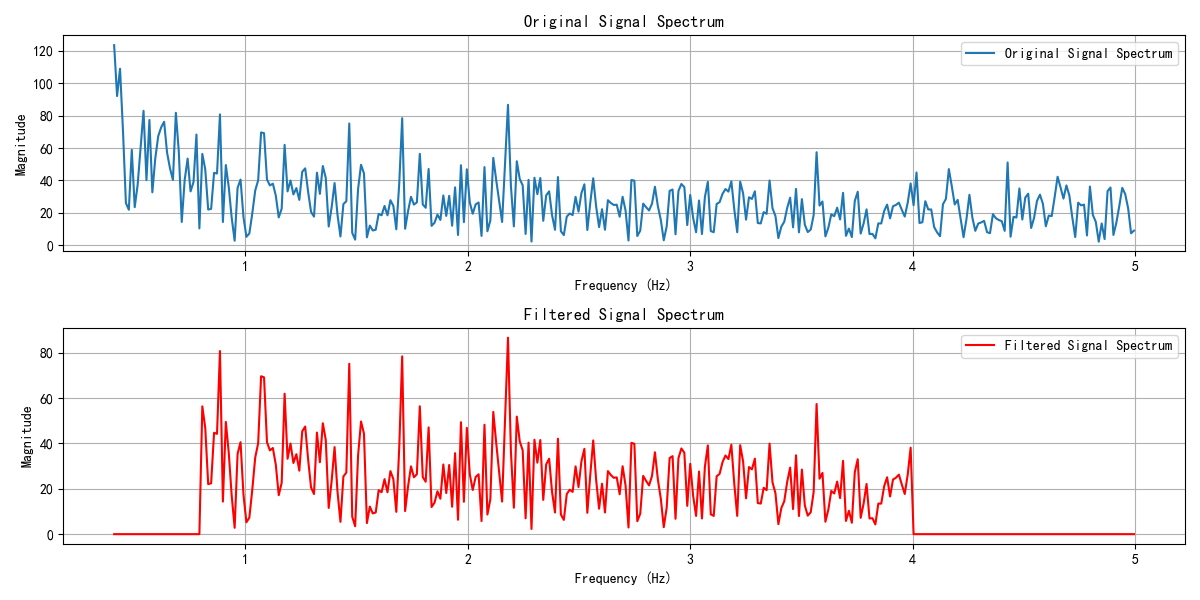 Original Signal Spectrum
Original Signal Spectrum
Magnitude
120
100
80
60
40
20
0
1
2
3
4
5
Frequency (Hz)
Filtered Signal Spectrum
Filtered Signal Spectrum
Magnitude
80
60
40
20
0
1
2
3
4
5
Frequency (Hz)